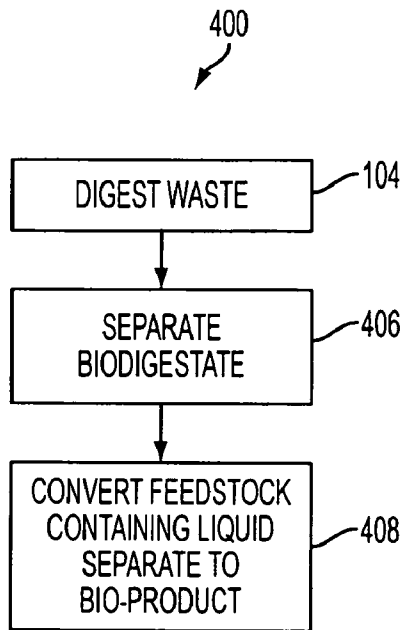 400
DIGEST WASTE
104
SEPARATE
BIODIGESTATE
406
CONVERT FEEDSTOCK
CONTAINING LIQUID
SEPARATE TO
BIO-PRODUCT
408